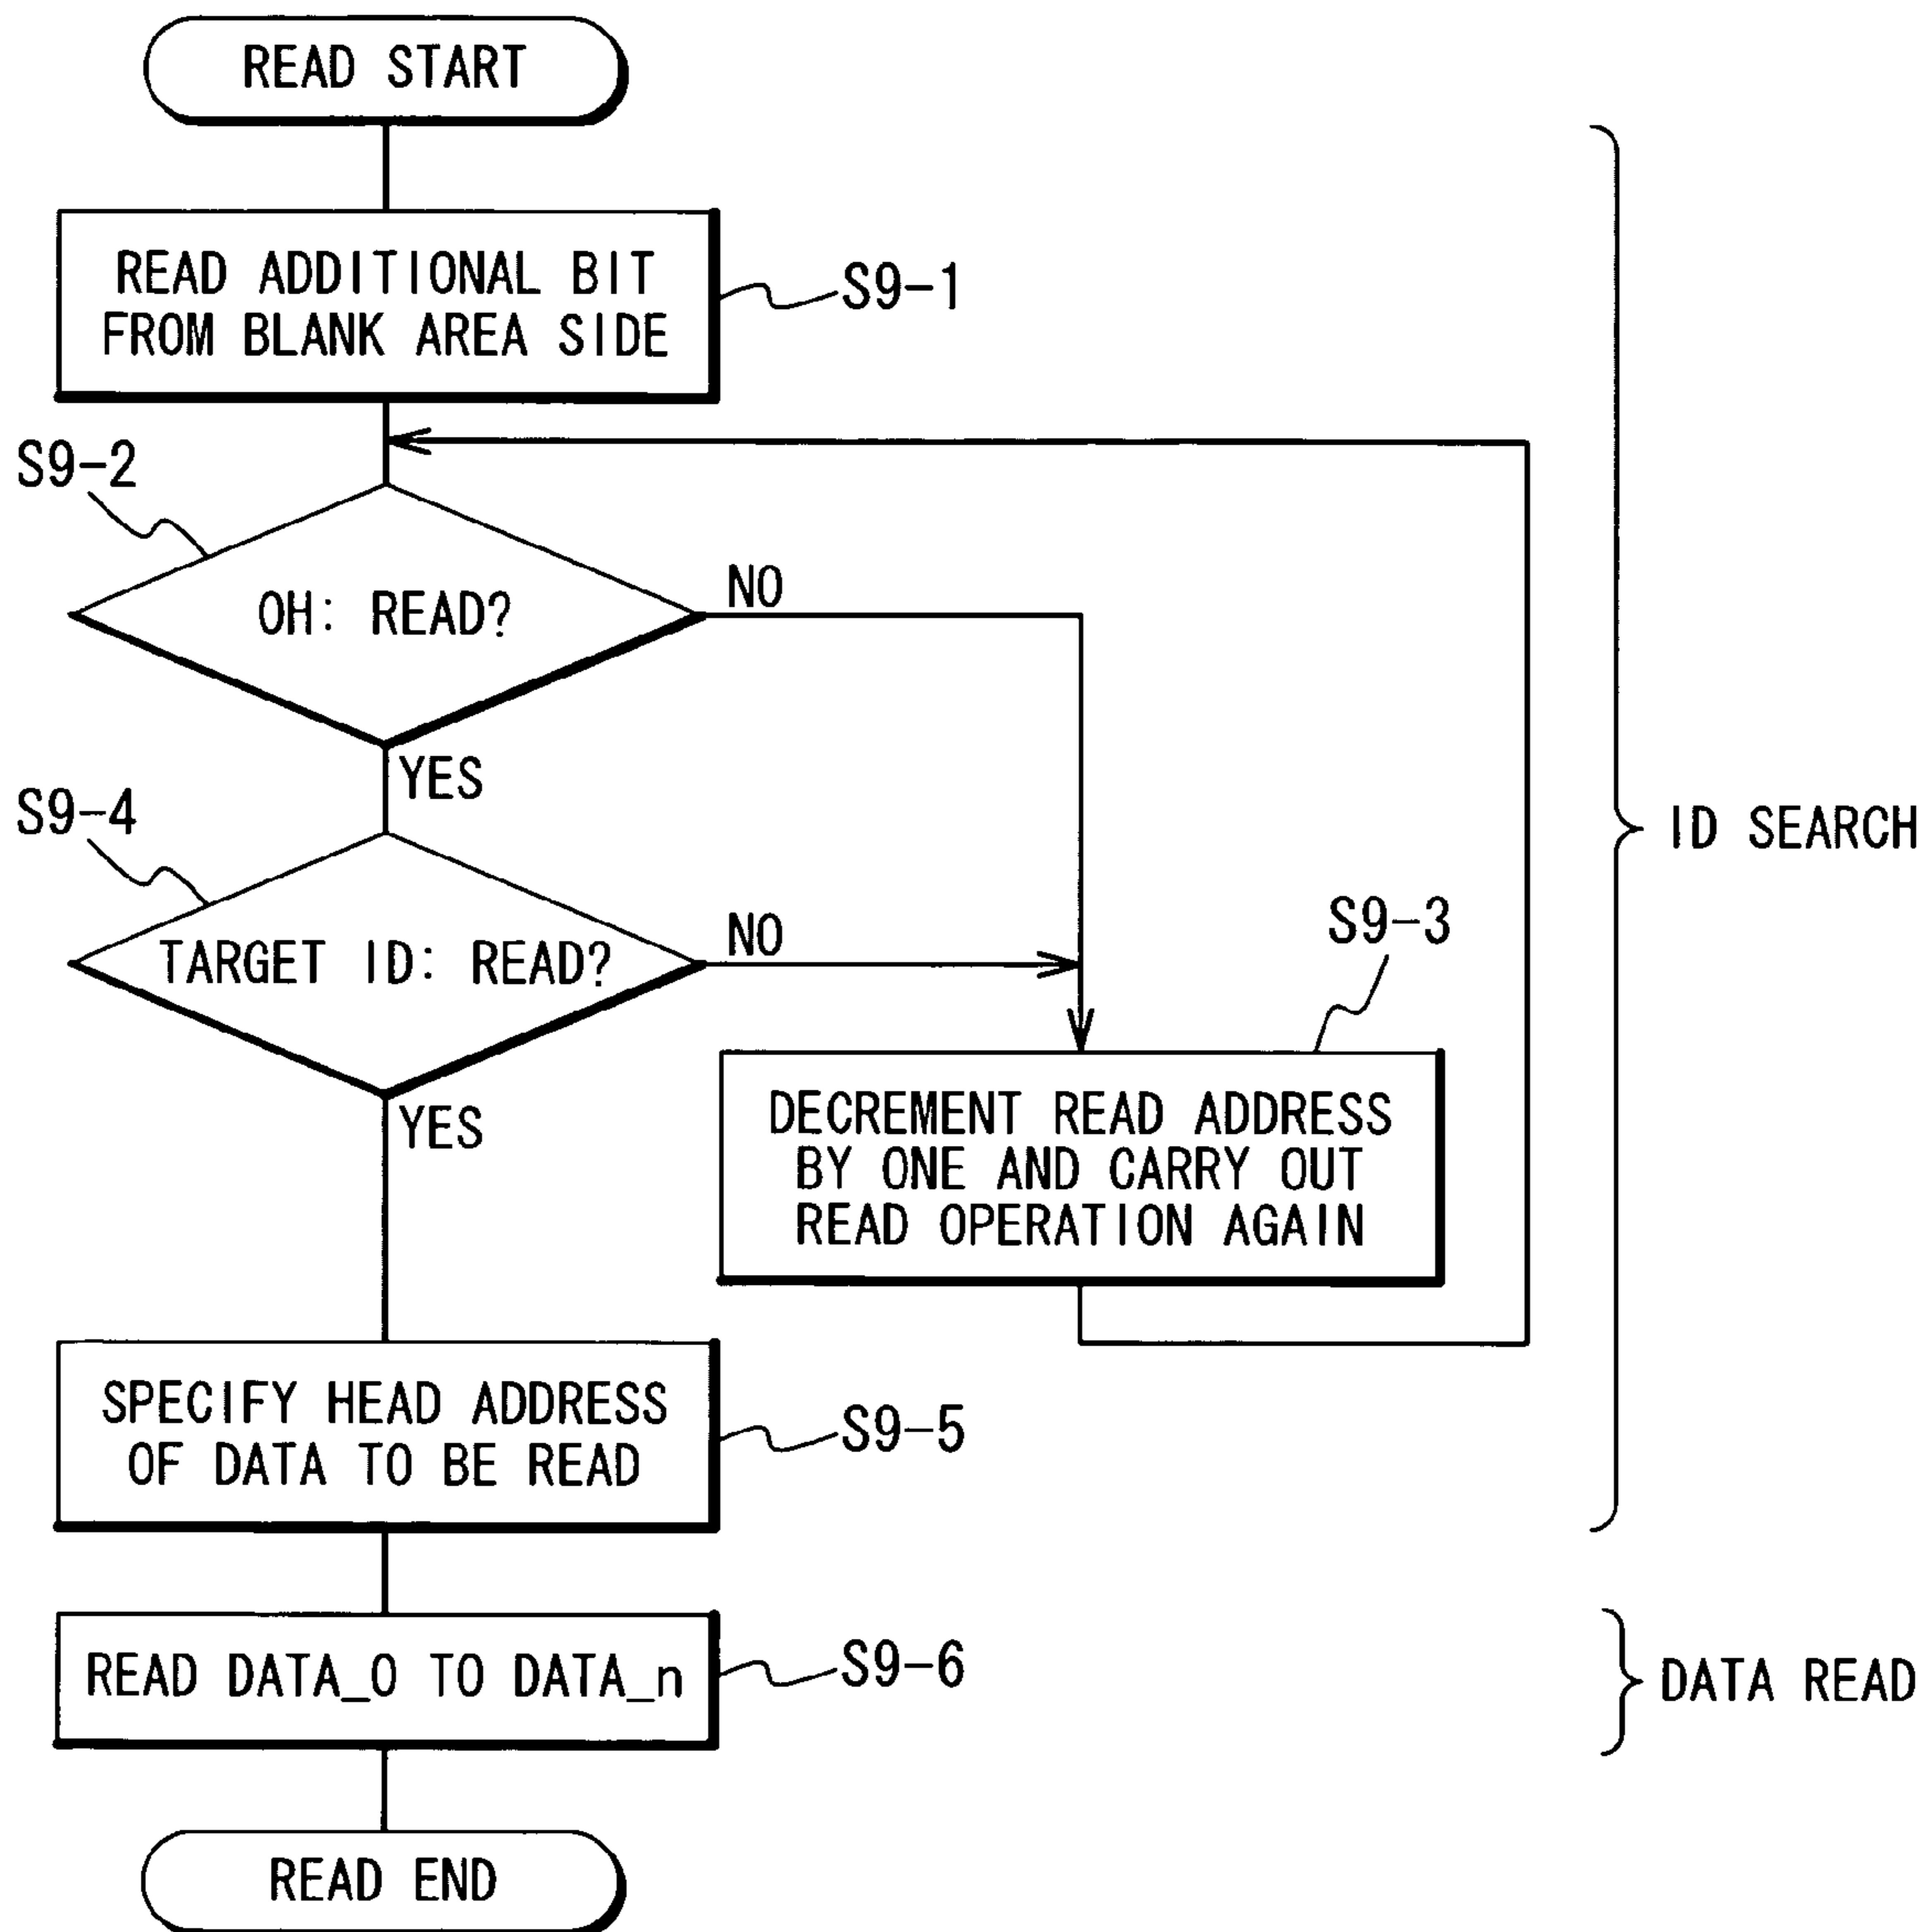 READ START
READ ADDITIONAL BIT
FROM BLANK AREA SIDE
S9-1
S9-2
OH: READ?
NO
YES
S9-4
TARGET ID: READ?
NO
YES
ID SEARCH
S9-3
DECREMENT READ ADDRESS
BY ONE AND CARRY OUT
READ OPERATION AGAIN
SPECIFY HEAD ADDRESS
OF DATA TO BE READ
S9-5
READ DATA_0 TO DATA_n
S9-6
DATA READ
READ END